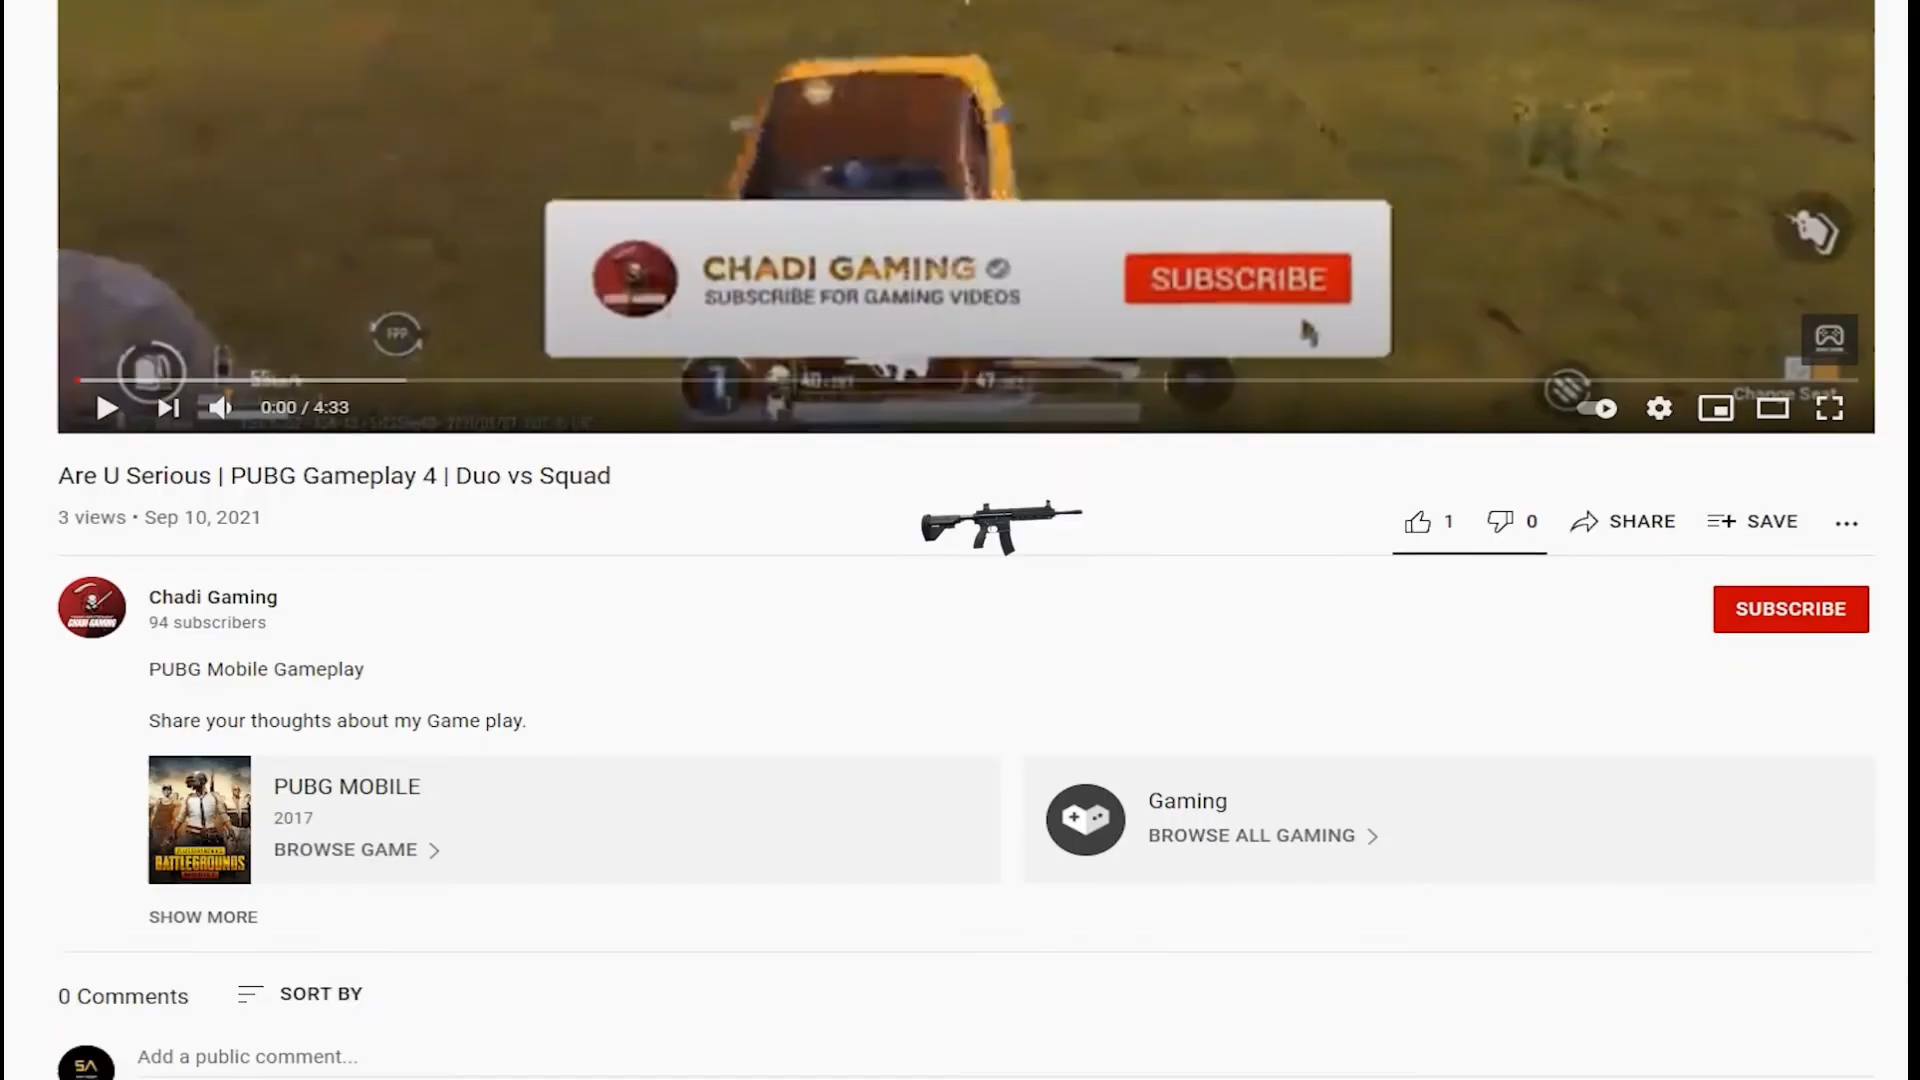 CHADI GAMING
SUBSCRIBE FOR GAMING VIDEOS
SUBSCRIBE
FPP
Change Seat
0:00 / 4:33
Are U Serious | PUBG Gameplay 4 | Duo vs Squad
3 views • Sep 10, 2021
1
0
SHARE
SAVE
Chadi Gaming
94 subscribers
SUBSCRIBE
PUBG Mobile Gameplay
Share your thoughts about my Game play.
PUBG MOBILE
2017
BROWSE GAME
BATTLEGROUNDS
Gaming
BROWSE ALL GAMING
SHOW MORE
0 Comments
SORT BY
SA
Add a public comment...